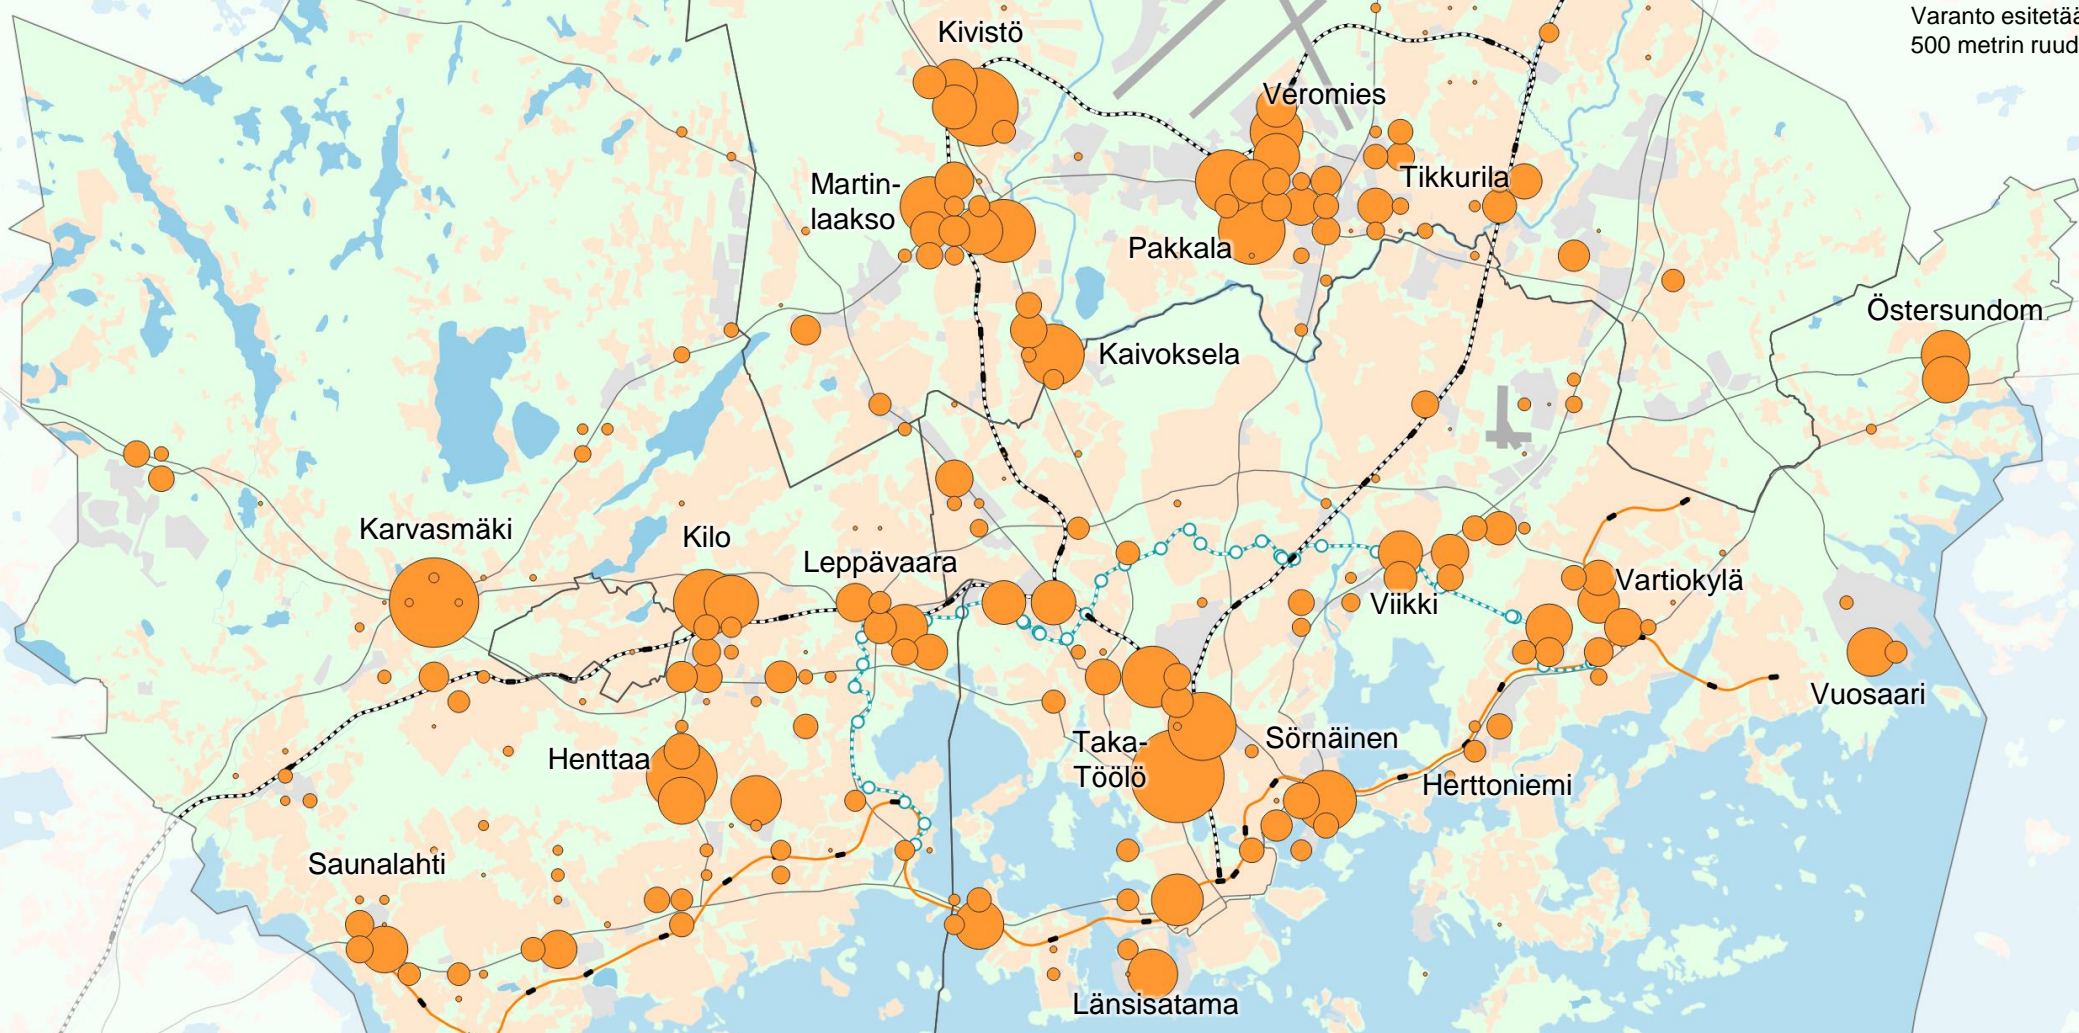 Varanto esitetää
500 metrin ruud
Kivistö
Veromies
Martin-
laakso
Tikkurila
Pakkala
Östersundom
Kaivoksela
Karvasmäki
Kilo
Leppävaara
Viikki
Vartiokylä
Vuosaari
Henttaa
Taka-
Töölö
Sörnäinen
Herttoniemi
Saunalahti
Länsisatama